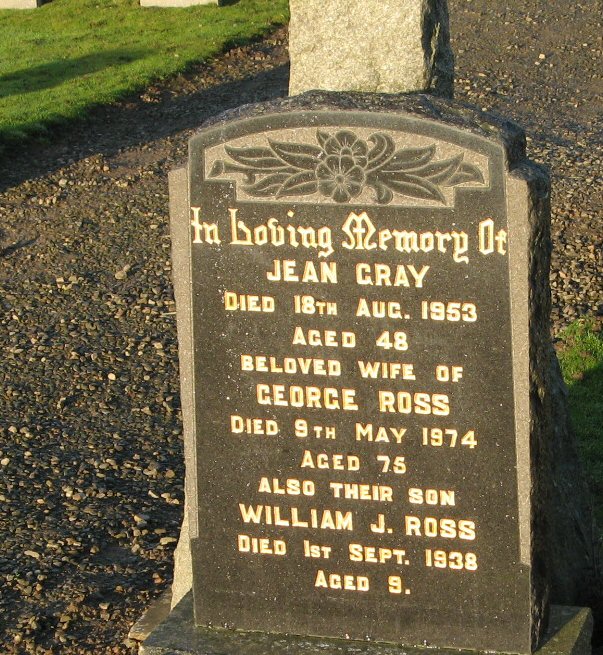 In Loving Memory Of
JEAN GRAY
DIED 18TH AUG. 1953
AGED 48
BELOVED WIFE OF
GEORGE ROSS
DIED 9TH MAY 1974
AGED 75
ALSO THEIR SON
WILLIAM J. ROSS
DIED 1ST SEPT. 1938
AGED 9.